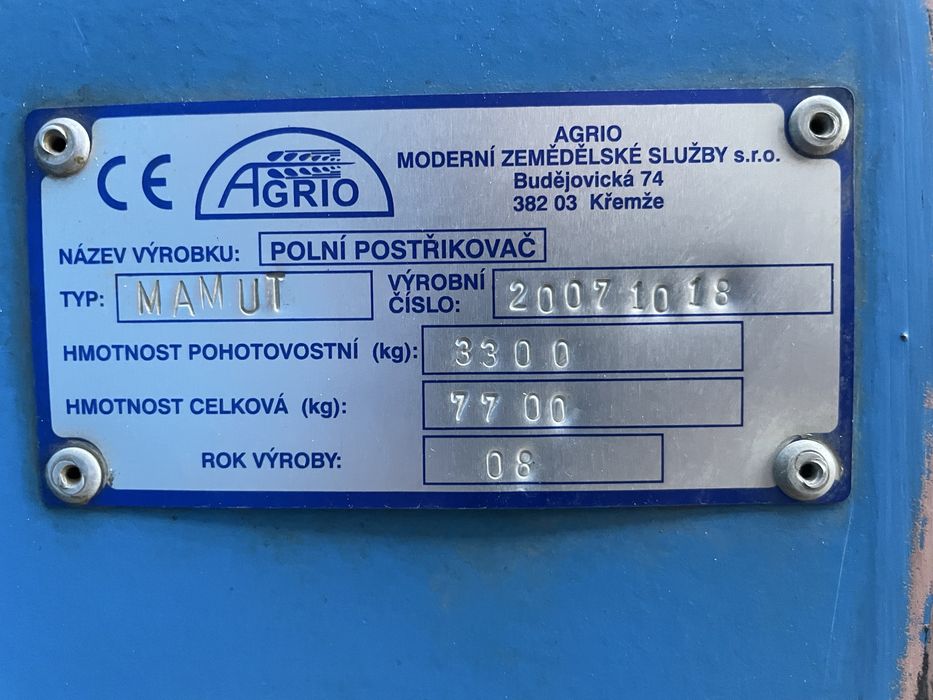 CE
AGRIO
AGRIO
MODERNÍ ZEMĚDĚLSKÉ SLUŽBY s.r.o.
Budějovická 74
382 03 Křemže
NÁZEV VÝROBKU: POLNÍ POSTŘIKOVAČ
TYP: MAMUT VÝROBNÍ ČÍSLO: 20071018
HMOTNOST POHOTOVOSTNÍ (kg): 3300
HMOTNOST CELKOVÁ (kg): 7700
ROK VÝROBY: 08